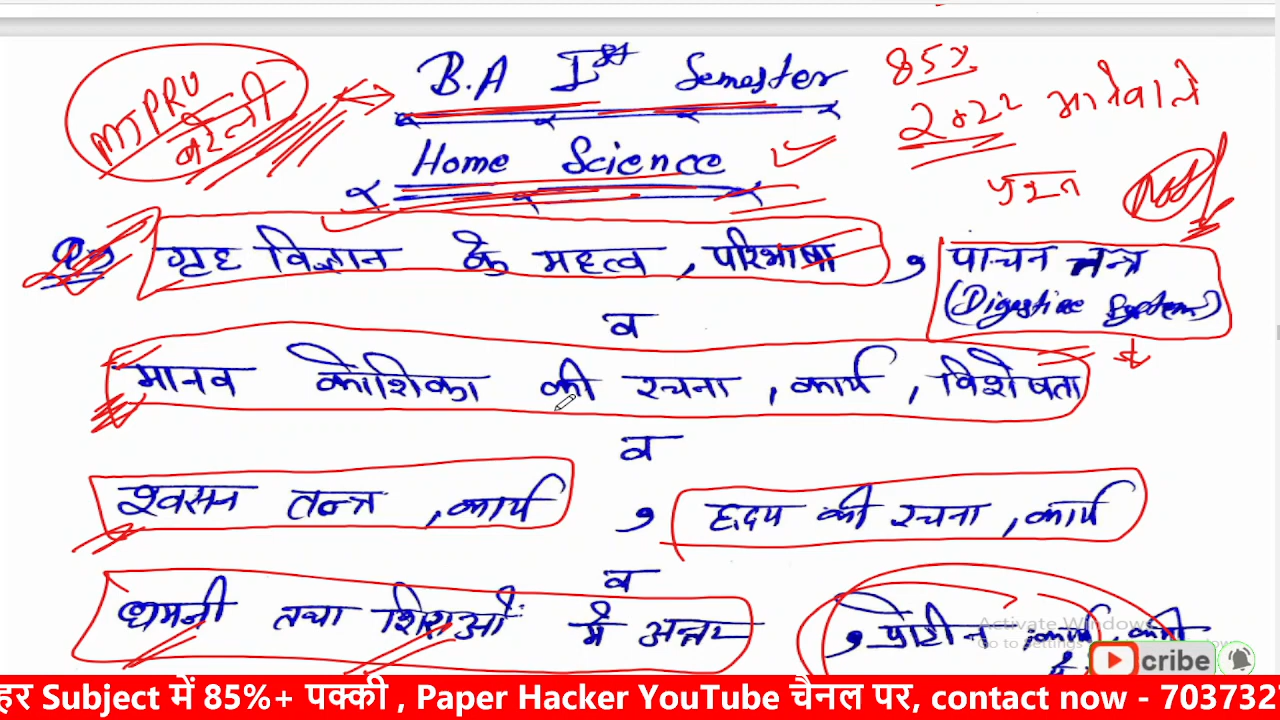 MJPRU
बरेली
B.A Ist Semester
85%
2022 आनेवाले
प्रश्न
Home Science
गृह विज्ञान के महत्व, परिभाषा, पाचन तन्त्र
(Digestive System)
व
मानव कोशिका की रचना, कार्य, विशेषता
व
श्वसन तन्त्र, कार्य, हृदय की रचना, कार्य
व
धमनी तथा शिराओं में अन्तर, प्रोटीन, कार्य, कमी
Activate Windows
Go to Settings
cribe
हर Subject में 85%+ पक्की , Paper Hacker YouTube चैनल पर, contact now - 703732